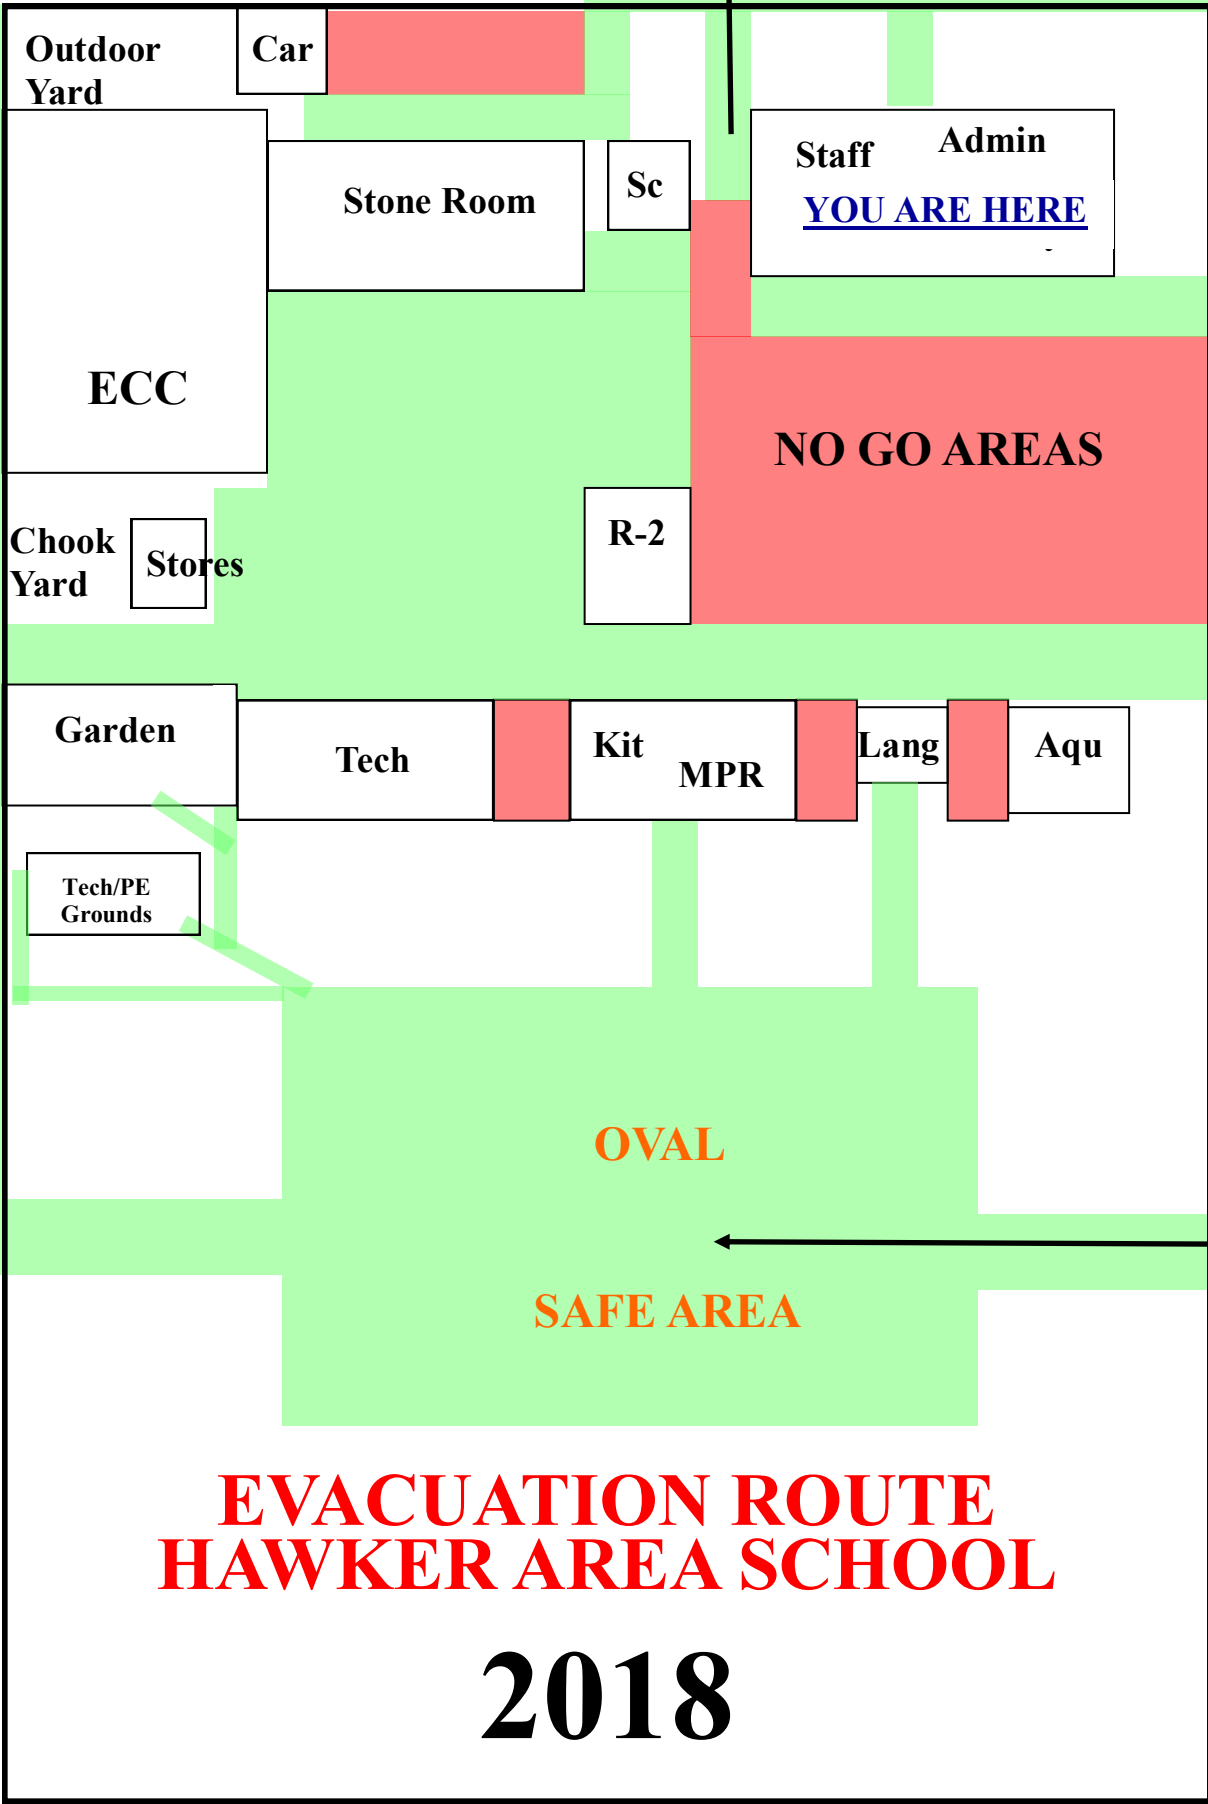 Outdoor
Yard
Car
Staff
Admin
YOU ARE HERE
Stone Room
Sc
ECC
NO GO AREAS
Chook
Yard
Stores
R-2
Garden
Tech
Kit
MPR
Lang
Aqu
Tech/PE
Grounds
OVAL
SAFE AREA
EVACUATION ROUTE
HAWKER AREA SCHOOL
2018